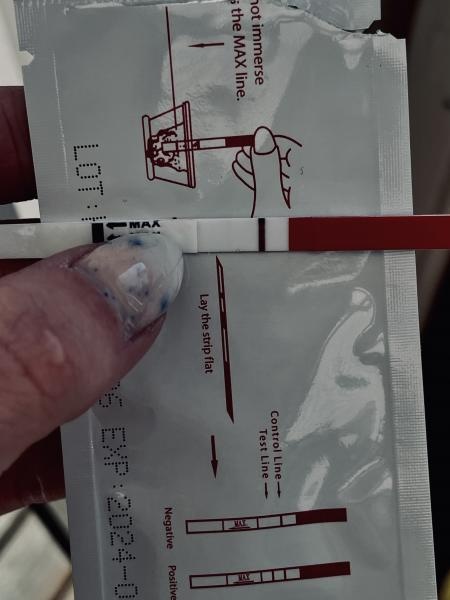 not immerse
the MAX line.
LOT:
MAX
Lay the strip flat
Control Line
Test Line
EXP:2024-0
MAX
Negative
MAX
Positive